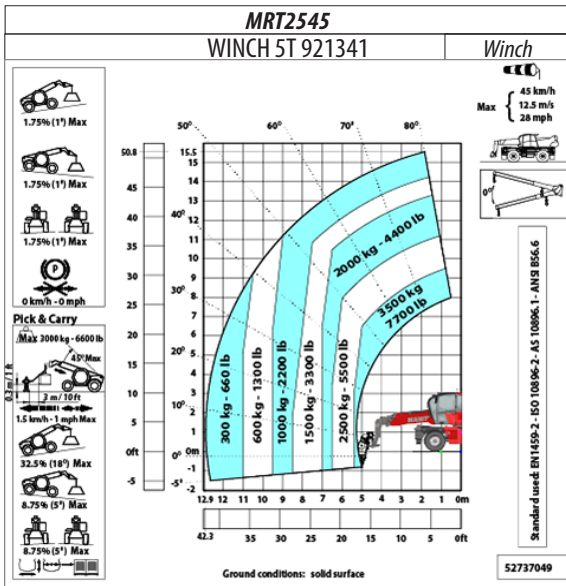 MRT2545
WINCH 5T 921341
Winch
1.75% (1°) Max
1.75% (1°) Max
1.75% (1°) Max
P
0 km/h - 0 mph
Pick & Carry
Max 3000 kg - 6600 lb
45° Max
0.3 m / 1 ft
3 m / 10 ft
1.5 km/h - 1 mph Max
32.5% (18°) Max
8.75% (5°) Max
8.75% (5°) Max
Max
45 km/h
12.5 m/s
28 mph
0°
50° 60° 70° 80°
40°
30°
20°
10°
0°
-5°
50.8
45
40
35
30
25
20
15
10
5
0ft
-5
15.5
15
14
13
12
11
10
9
8
7
6
5
4
3
2
1
0m
-1
-2
300 kg - 660 lb
600 kg - 1300 lb
1000 kg - 2200 lb
1500 kg - 3300 lb
2500 kg - 5500 lb
2000 kg - 4400 lb
3500 kg
7700 lb
12.9 12 11 10 9 8 7 6 5 4 3 2 1 0m
42.3 35 30 25 20 15 10 5 0ft
Ground conditions: solid surface
Standard used: EN1459-2 - ISO 10896-2 - AS 10896.1 - ANSI B56.6
52737049